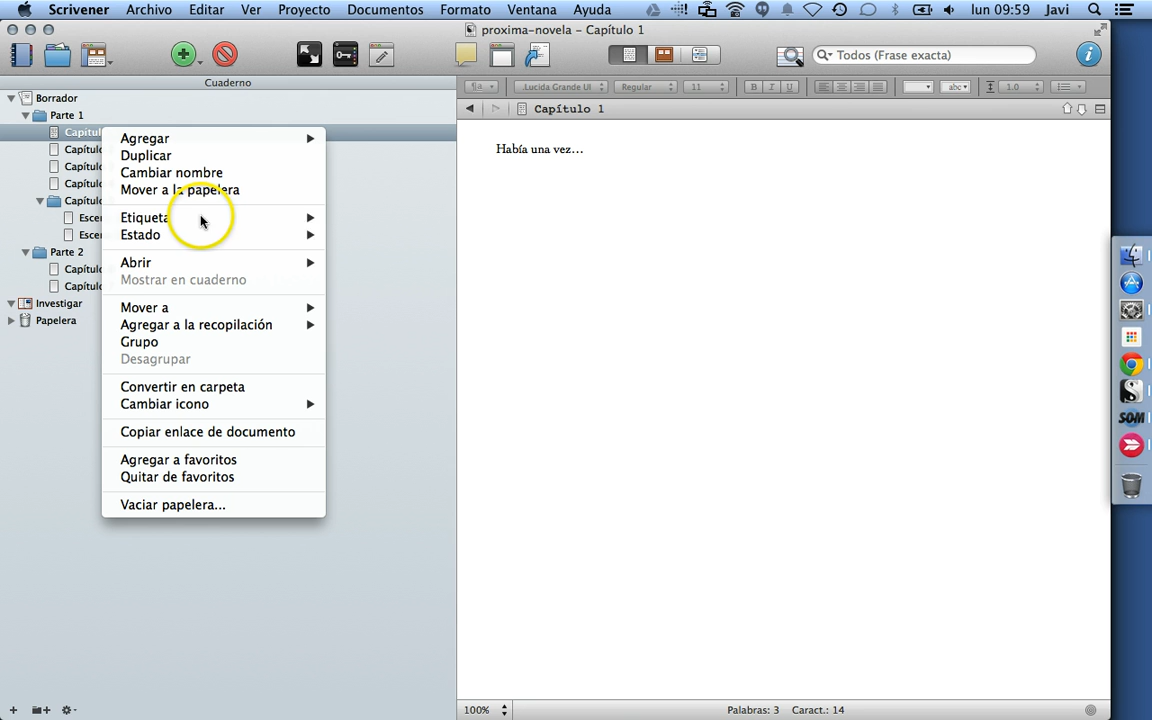 Scrivener Archivo Editar Ver Proyecto Documentos Formato Ventana Ayuda lun 09:59 Javi
proxima-novela – Capítulo 1
Todos (Frase exacta)
Cuaderno
Lucida Grande UI Regular 11 B I U abc 1.0
Borrador
Parte 1
Capítulo 1
Había una vez...
Parte 2
Investigar
Papelera
Agregar
Duplicar
Cambiar nombre
Mover a la papelera
Etiqueta
Estado
Abrir
Mostrar en cuaderno
Mover a
Agregar a la recopilación
Grupo
Desagrupar
Convertir en carpeta
Cambiar icono
Copiar enlace de documento
Agregar a favoritos
Quitar de favoritos
Vaciar papelera...
SOM
100% Palabras: 3 Caract.: 14